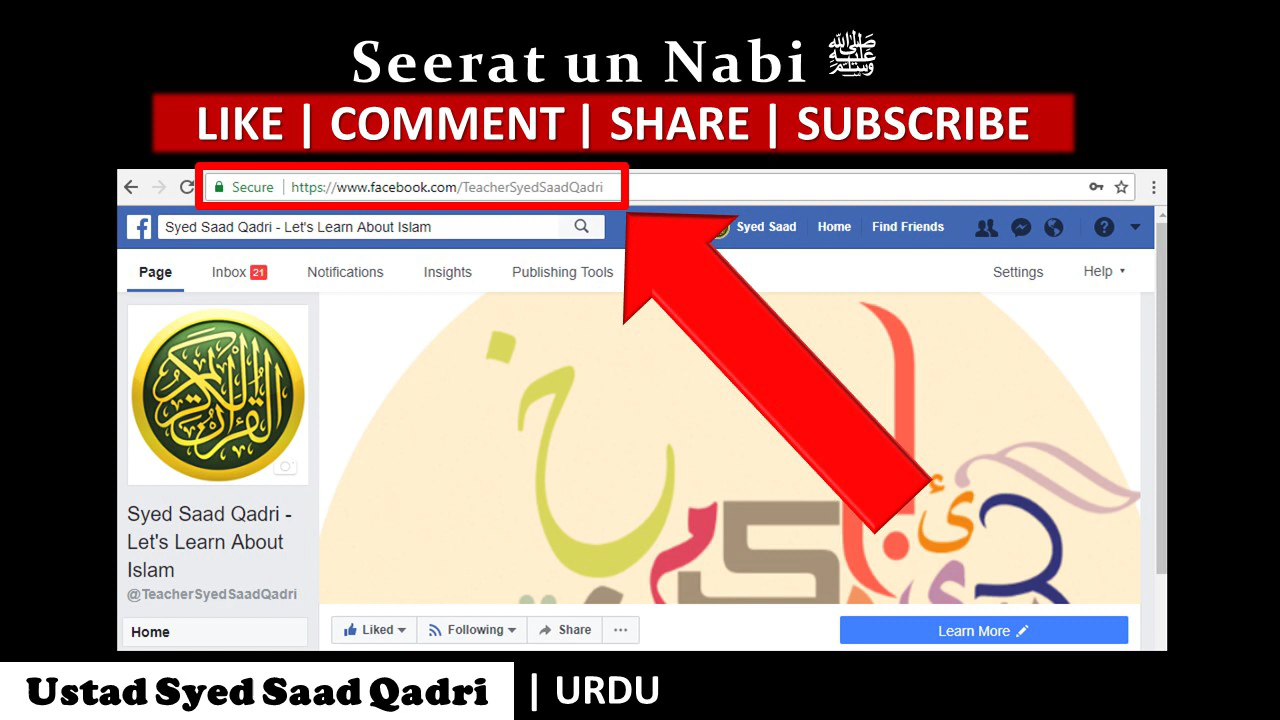 Seerat un Nabi ﷺ
LIKE | COMMENT | SHARE | SUBSCRIBE
Secure | https://www.facebook.com/TeacherSyedSaadQadri
Syed Saad Qadri - Let's Learn About Islam
Syed Saad Home Find Friends
Page Inbox 21 Notifications Insights Publishing Tools Settings Help
القرآن الكريم
Syed Saad Qadri -
Let's Learn About
Islam
@TeacherSyedSaadQadri
Home
Liked Following Share ... Learn More
Ustad Syed Saad Qadri | URDU